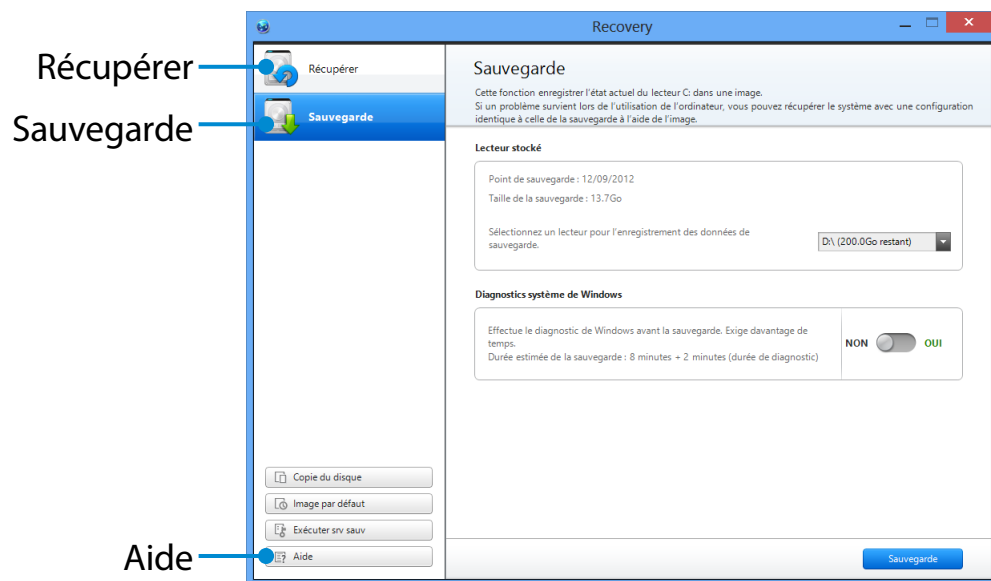 Recovery
Récupérer
Sauvegarde
Aide
Récupérer
Sauvegarde
Copie du disque
Image par défaut
Exécuter srv sauv
Aide
Sauvegarde
Cette fonction enregistrer l'état actuel du lecteur C: dans une image.
Si un problème survient lors de l'utilisation de l'ordinateur, vous pouvez récupérer le système avec une configuration
identique à celle de la sauvegarde à l'aide de l'image.
Lecteur stocké
Point de sauvegarde : 12/09/2012
Taille de la sauvegarde : 13.7Go
Sélectionnez un lecteur pour l'enregistrement des données de
sauvegarde.
D:\ (200.0Go restant)
Diagnostics système de Windows
Effectue le diagnostic de Windows avant la sauvegarde. Exige davantage de
temps.
Durée estimée de la sauvegarde : 8 minutes + 2 minutes (durée de diagnostic)
NON OUI
Sauvegarde